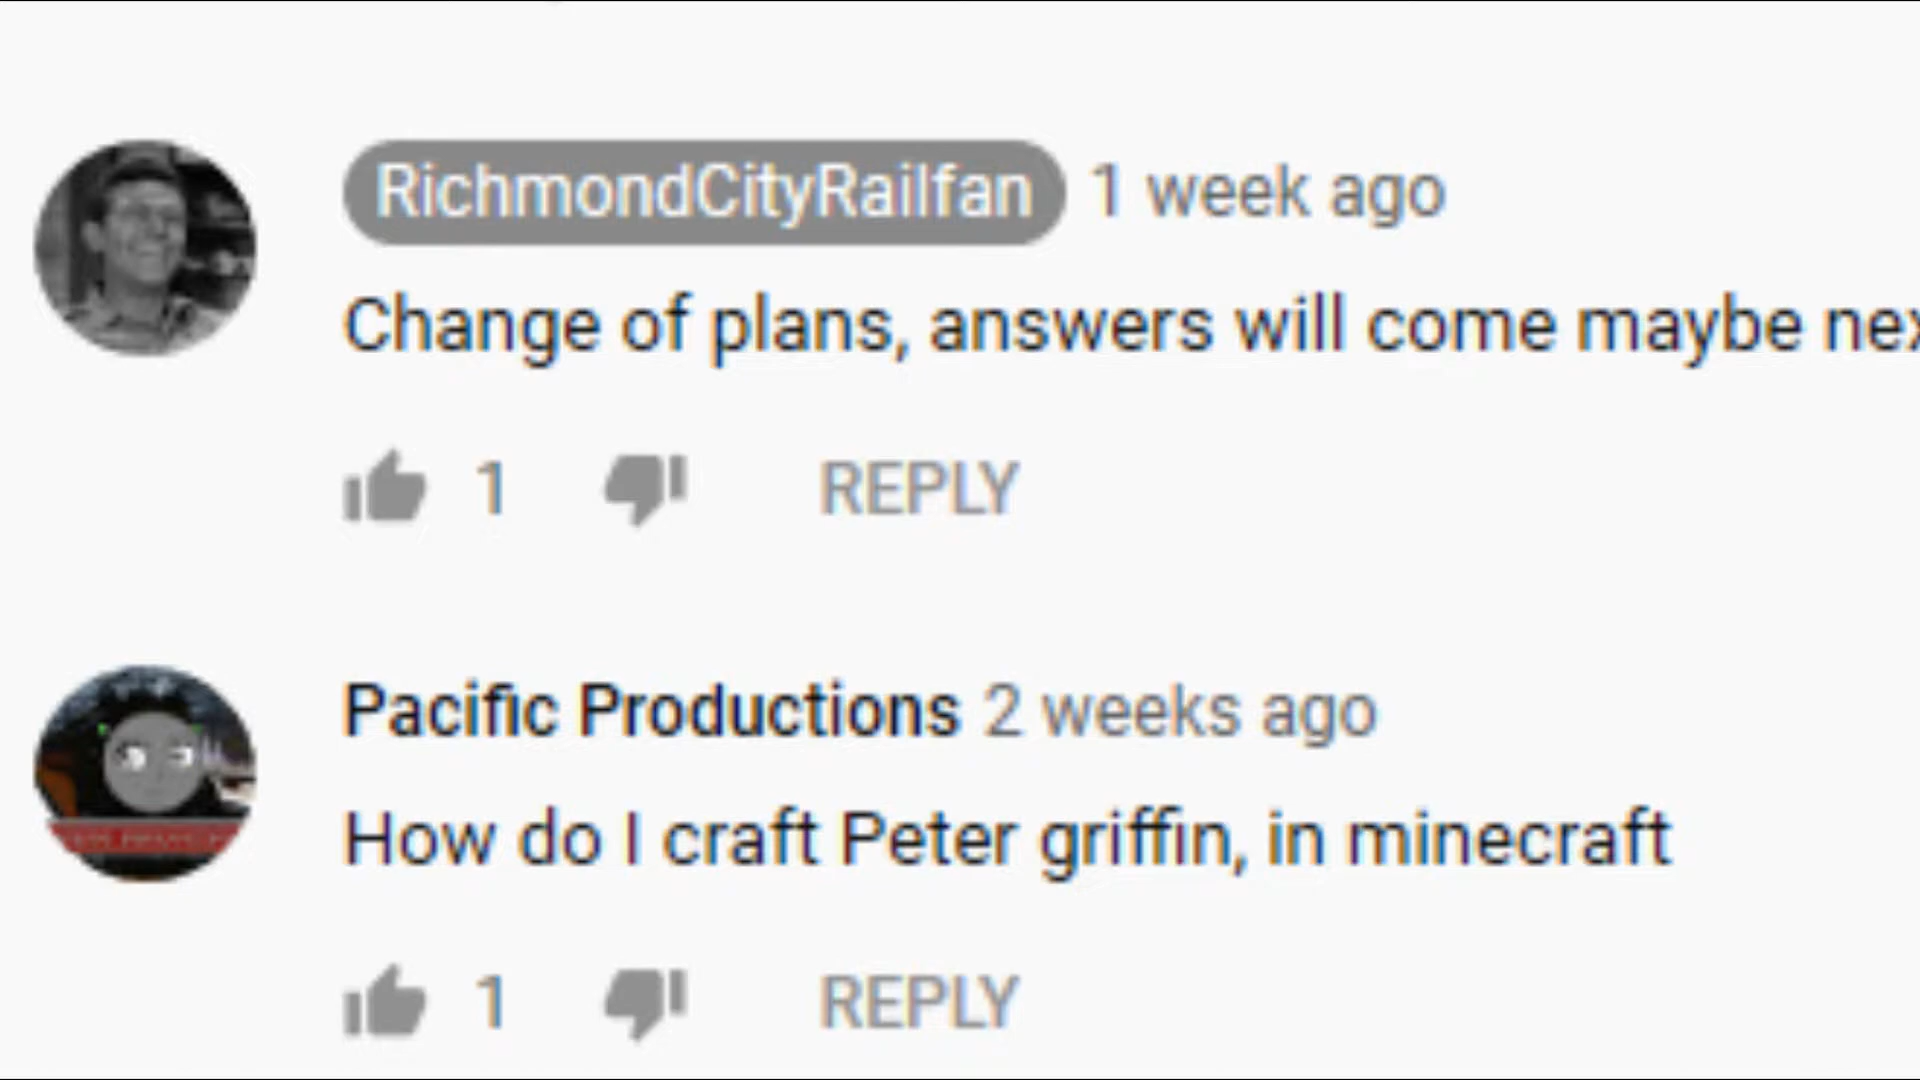 RichmondCityRailfan 1 week ago
Change of plans, answers will come maybe nex
1 REPLY
Pacific Productions 2 weeks ago
How do I craft Peter griffin, in minecraft
1 REPLY